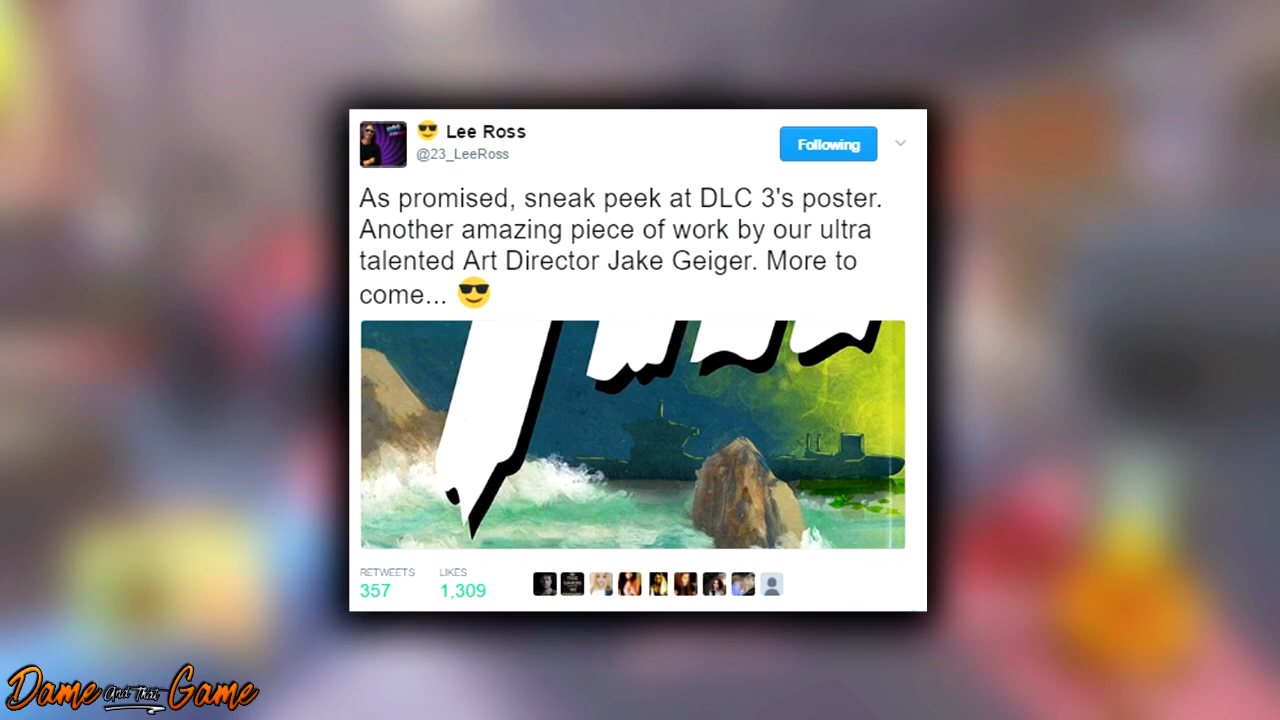 😎 Lee Ross
@23_LeeRoss
Following
As promised, sneak peek at DLC 3's poster.
Another amazing piece of work by our ultra
talented Art Director Jake Geiger. More to
come... 😎
RETWEETS
357
LIKES
1,309
Dame And That Game